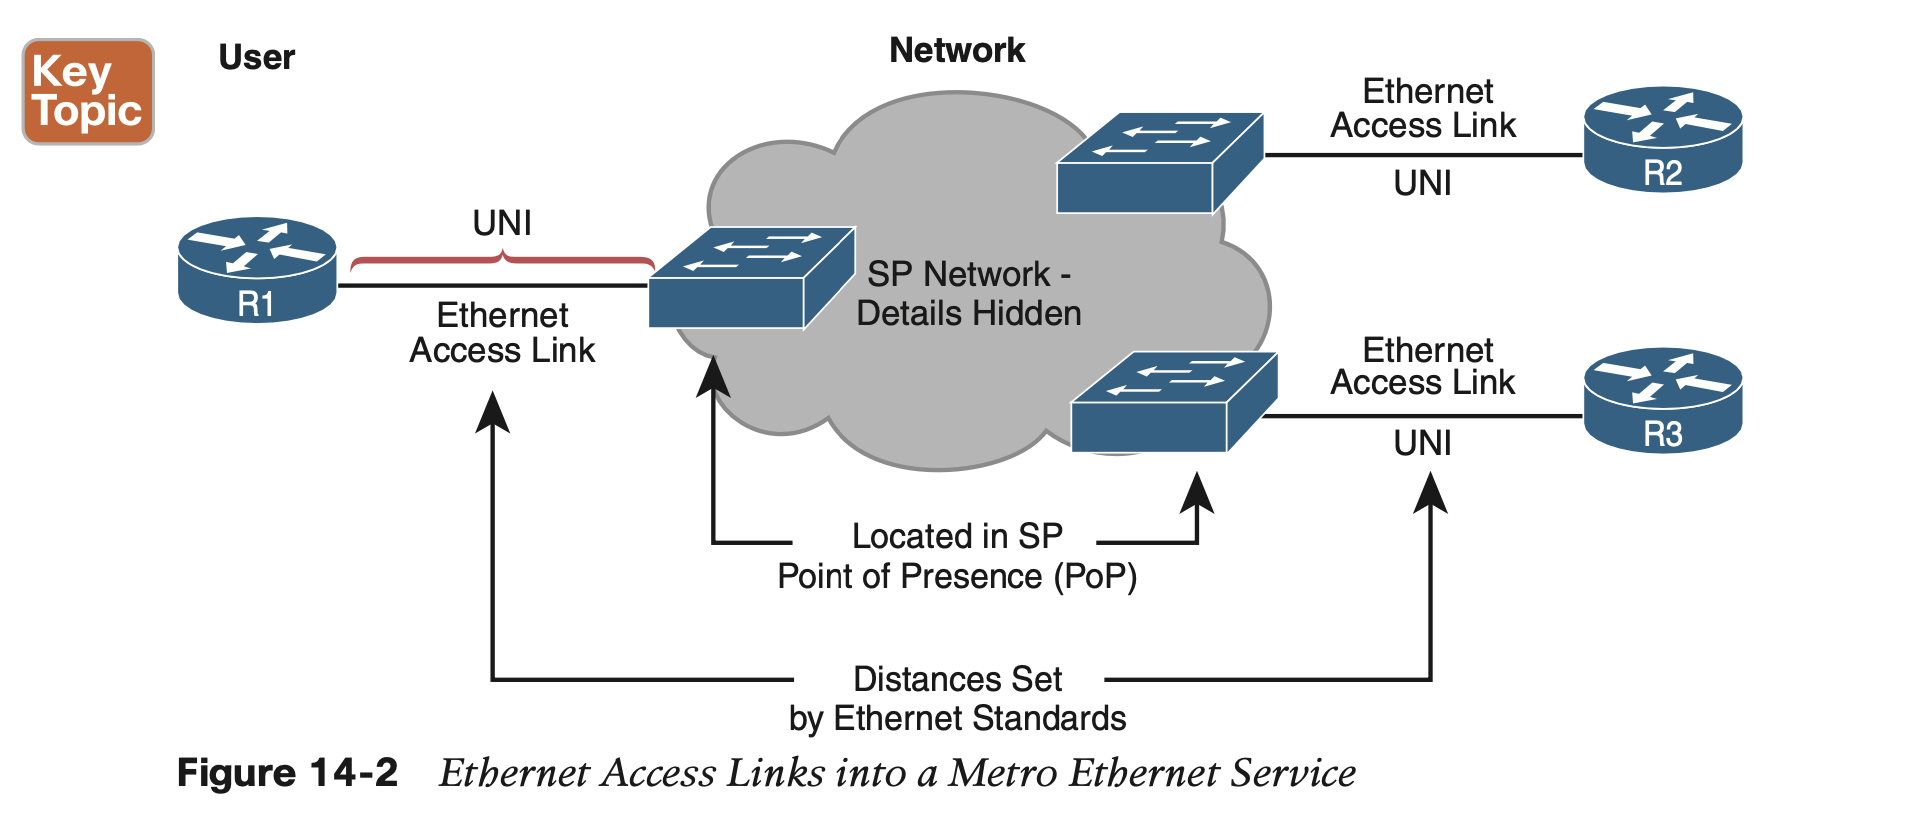 Key
Topic
User
Network
Ethernet
Access Link
UNI
R2
UNI
R1
Ethernet
Access Link
SP Network -
Details Hidden
Ethernet
Access Link
UNI
R3
Located in SP
Point of Presence (PoP)
Distances Set
by Ethernet Standards
Figure 14-2 Ethernet Access Links into a Metro Ethernet Service